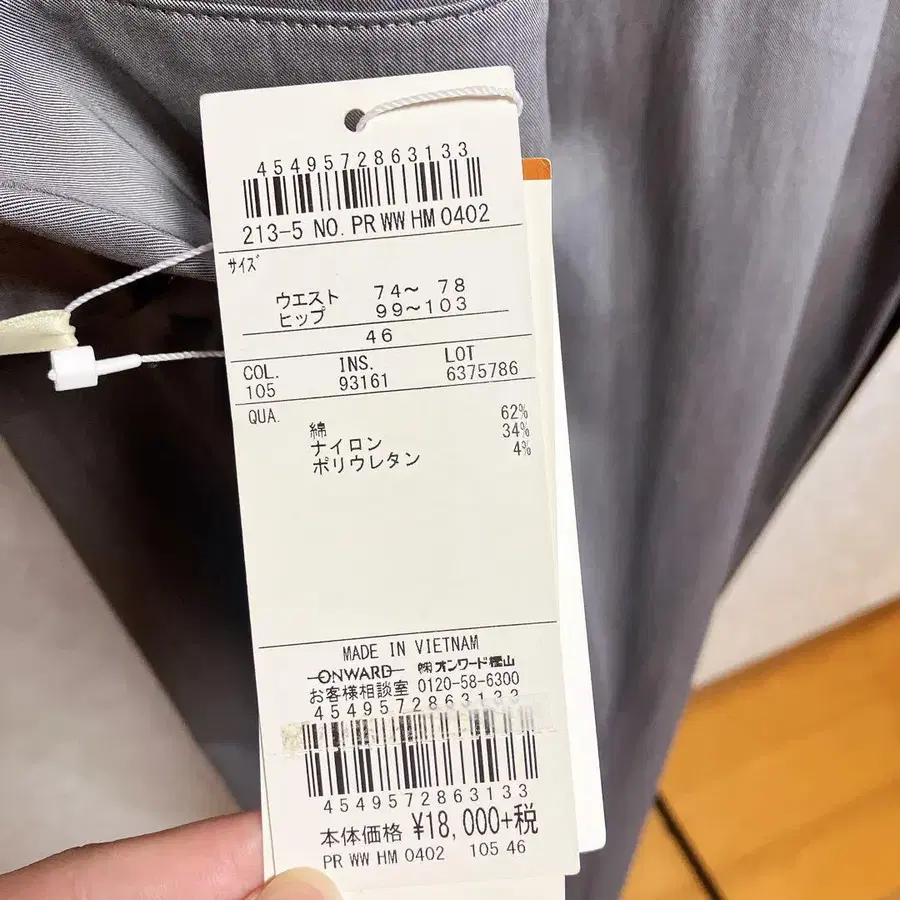 4549572863133
213-5 NO. PR WW HM 0402
サイズ
ウエスト 74～ 78
ヒップ 99～103
46
COL. INS. LOT
105 93161 6375786
QUA.
綿 62%
ナイロン 34%
ポリウレタン 4%
MADE IN VIETNAM
ONWARD ㈱オンワード樫山
お客様相談室 0120-58-6300
4549572863133
4549572863133
本体価格 ¥18,000+税
PR WW HM 0402 105 46